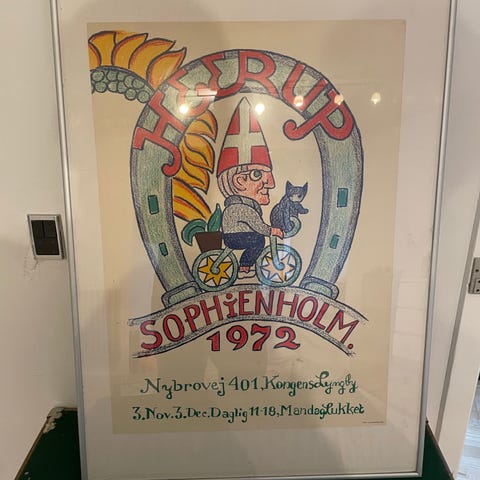 HEERUP
SOPHiENHOLM.
1972
Nybrovej 401, Kongens Lyngby
3. Nov. 3. Dec. Daglig 11-18, Mandag Lukket